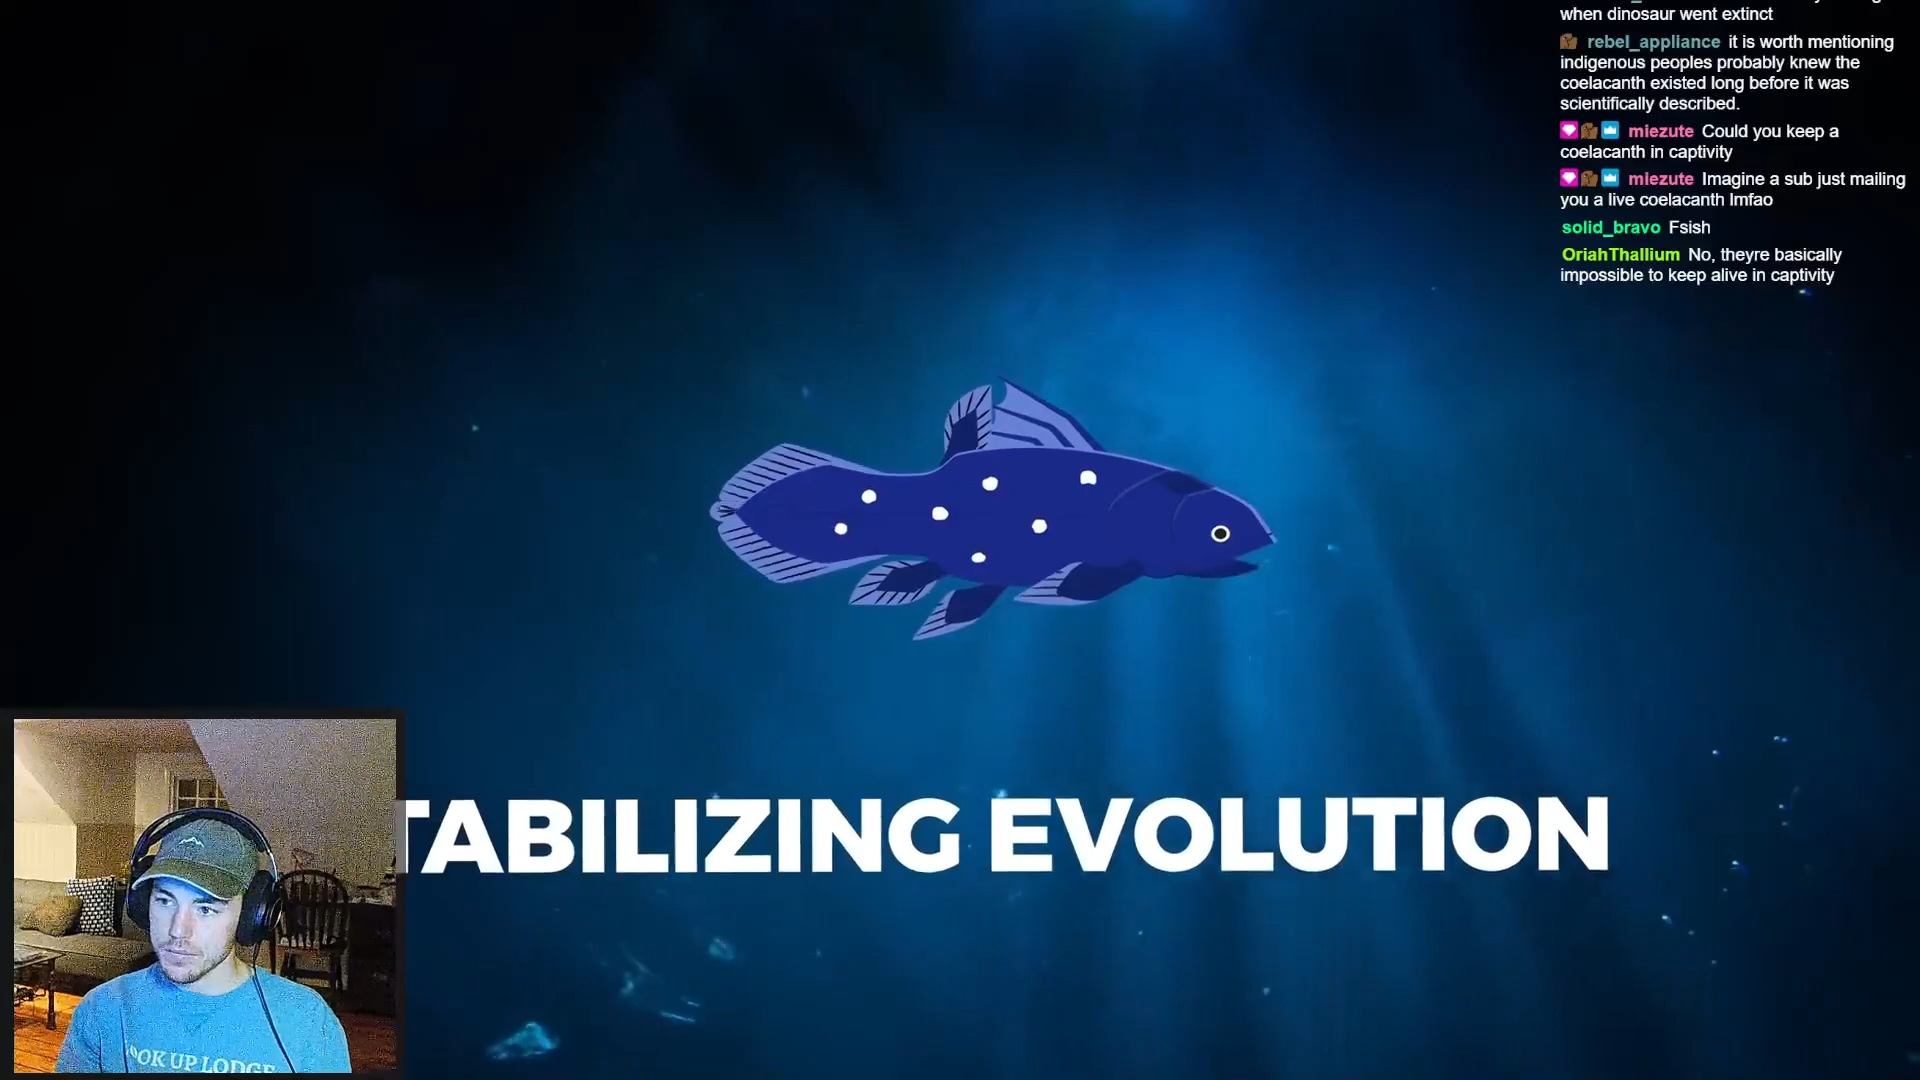 when dinosaur went extinct
rebel_appliance it is worth mentioning
indigenous peoples probably knew the
coelacanth existed long before it was
scientifically described.
miezute Could you keep a
coelacanth in captivity
miezute Imagine a sub just mailing
you a live coelacanth lmfao
solid_bravo Fsish
OriahThallium No, theyre basically
impossible to keep alive in captivity
TABILIZING EVOLUTION
OOK UP LODGE